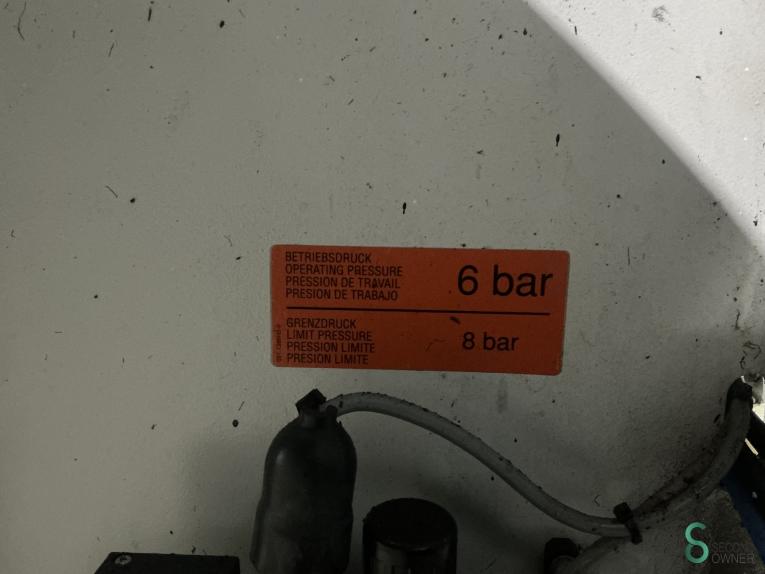 BETRIEBSDRUCK
OPERATING PRESSURE
PRESSION DE TRAVAIL
PRESION DE TRABAJO
6 bar
GRENZDRUCK
LIMIT PRESSURE
PRESSION LIMITE
PRESION LIMITE
8 bar
OWNER